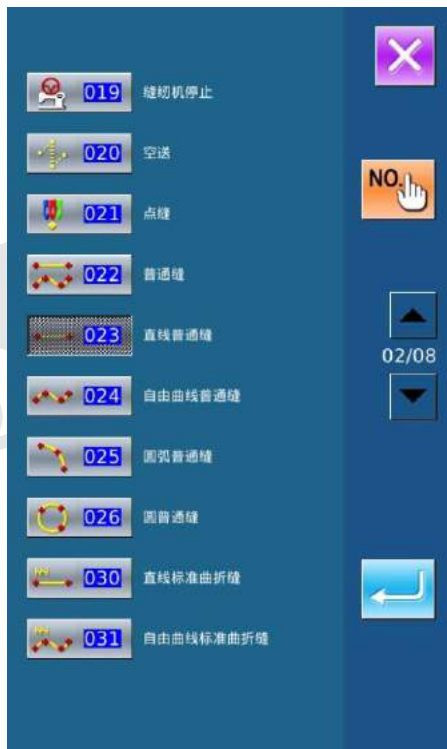 019 缝纫机停止
NO.
020 空送
021 点缝
022 普通缝
023 直线普通缝
02/08
024 自由曲线普通缝
025 圆弧普通缝
026 圆普通缝
030 直线标准曲折缝
031 自由曲线标准曲折缝